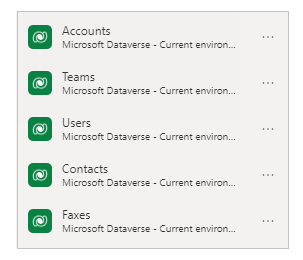 Accounts
Microsoft Dataverse - Current environ...
Teams
Microsoft Dataverse - Current environ...
Users
Microsoft Dataverse - Current environ...
Contacts
Microsoft Dataverse - Current environ...
Faxes
Microsoft Dataverse - Current environ...